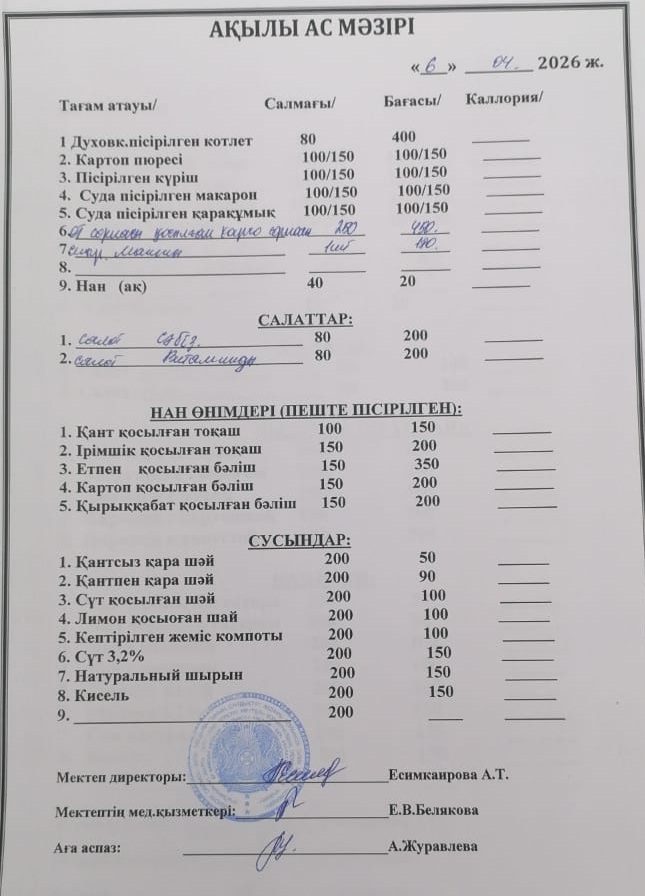 АҚЫЛЫ АС МӘЗІРІ
«6» 04. 2026 ж.
Тағам атауы/ Салмағы/ Бағасы/ Каллория/
1 Духовк.пісірілген котлет 80 400
2. Картоп пюресі 100/150 100/150
3. Пісірілген күріш 100/150 100/150
4. Суда пісірілген макарон 100/150 100/150
5. Суда пісірілген қарақұмық 100/150 100/150
6. 250
7
8.
9. Нан (ақ) 40 20
САЛАТТАР:
1. салат Сәбіз. 80 200
2. салат Витаминды 80 200
НАН ӨНІМДЕРІ (ПЕШТЕ ПІСІРІЛГЕН):
1. Қант қосылған тоқаш 100 150
2. Ірімшік қосылған тоқаш 150 200
3. Етпен қосылған бәліш 150 350
4. Картоп қосылған бәліш 150 200
5. Қырыққабат қосылған бәліш 150 200
СУСЫНДАР:
1. Қантсыз қара шәй 200 50
2. Қантпен қара шәй 200 90
3. Сүт қосылған шәй 200 100
4. Лимон қосыоған шай 200 100
5. Кептірілген жеміс компоты 200 100
6. Сүт 3,2% 200 150
7. Натуральный шырын 200 150
8. Кисель 200 150
9. 200
Мектеп директоры: Есимкаирова А.Т.
Мектептің мед.қызметкері: Е.В.Белякова
Аға аспаз: А.Журавлева